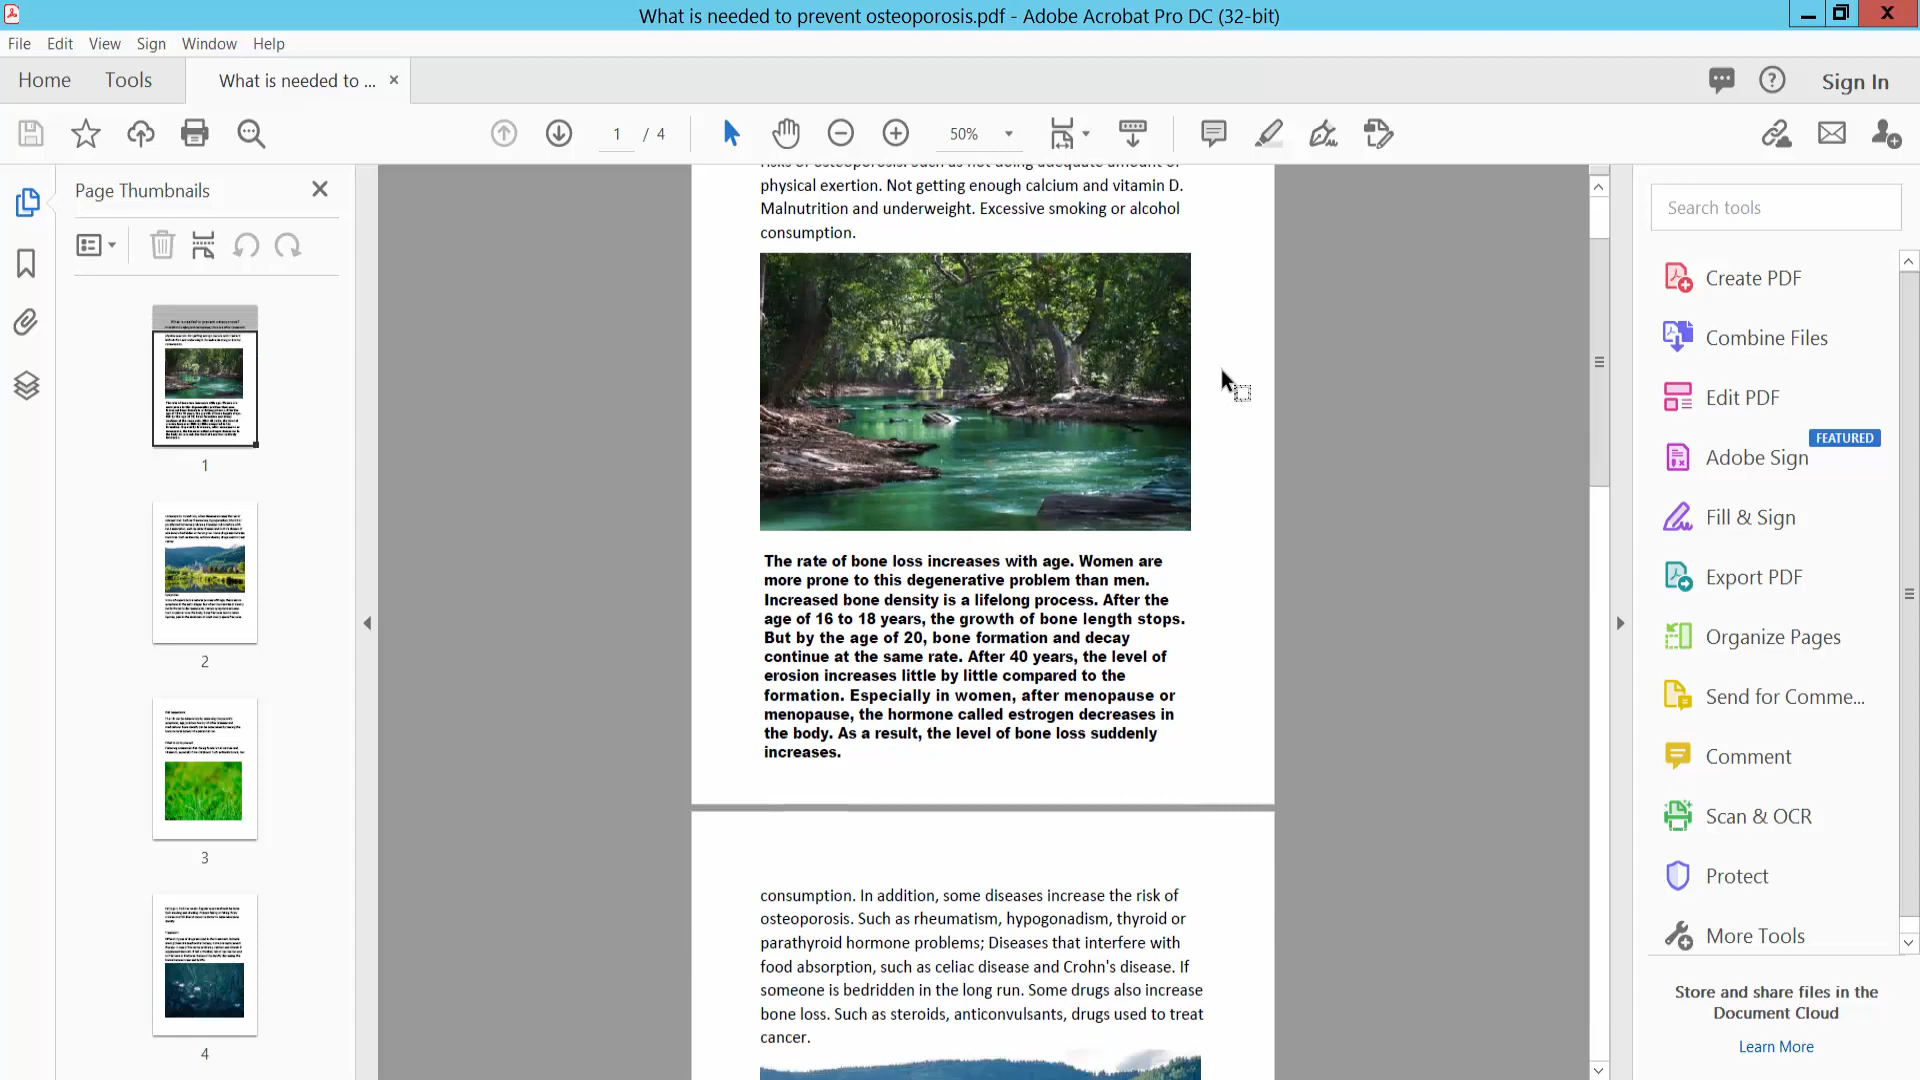 What is needed to prevent osteoporosis.pdf - Adobe Acrobat Pro DC (32-bit)
File Edit View Sign Window Help
Home Tools What is needed to ... × Sign In
1 / 4 50%
Page Thumbnails
1
2
3
4
physical exertion. Not getting enough calcium and vitamin D.
Malnutrition and underweight. Excessive smoking or alcohol
consumption.
The rate of bone loss increases with age. Women are
more prone to this degenerative problem than men.
Increased bone density is a lifelong process. After the
age of 16 to 18 years, the growth of bone length stops.
But by the age of 20, bone formation and decay
continue at the same rate. After 40 years, the level of
erosion increases little by little compared to the
formation. Especially in women, after menopause or
menopause, the hormone called estrogen decreases in
the body. As a result, the level of bone loss suddenly
increases.
consumption. In addition, some diseases increase the risk of
osteoporosis. Such as rheumatism, hypogonadism, thyroid or
parathyroid hormone problems; Diseases that interfere with
food absorption, such as celiac disease and Crohn's disease. If
someone is bedridden in the long run. Some drugs also increase
bone loss. Such as steroids, anticonvulsants, drugs used to treat
cancer.
Search tools
Create PDF
Combine Files
Edit PDF
FEATURED
Adobe Sign
Fill & Sign
Export PDF
Organize Pages
Send for Comme...
Comment
Scan & OCR
Protect
More Tools
Store and share files in the
Document Cloud
Learn More